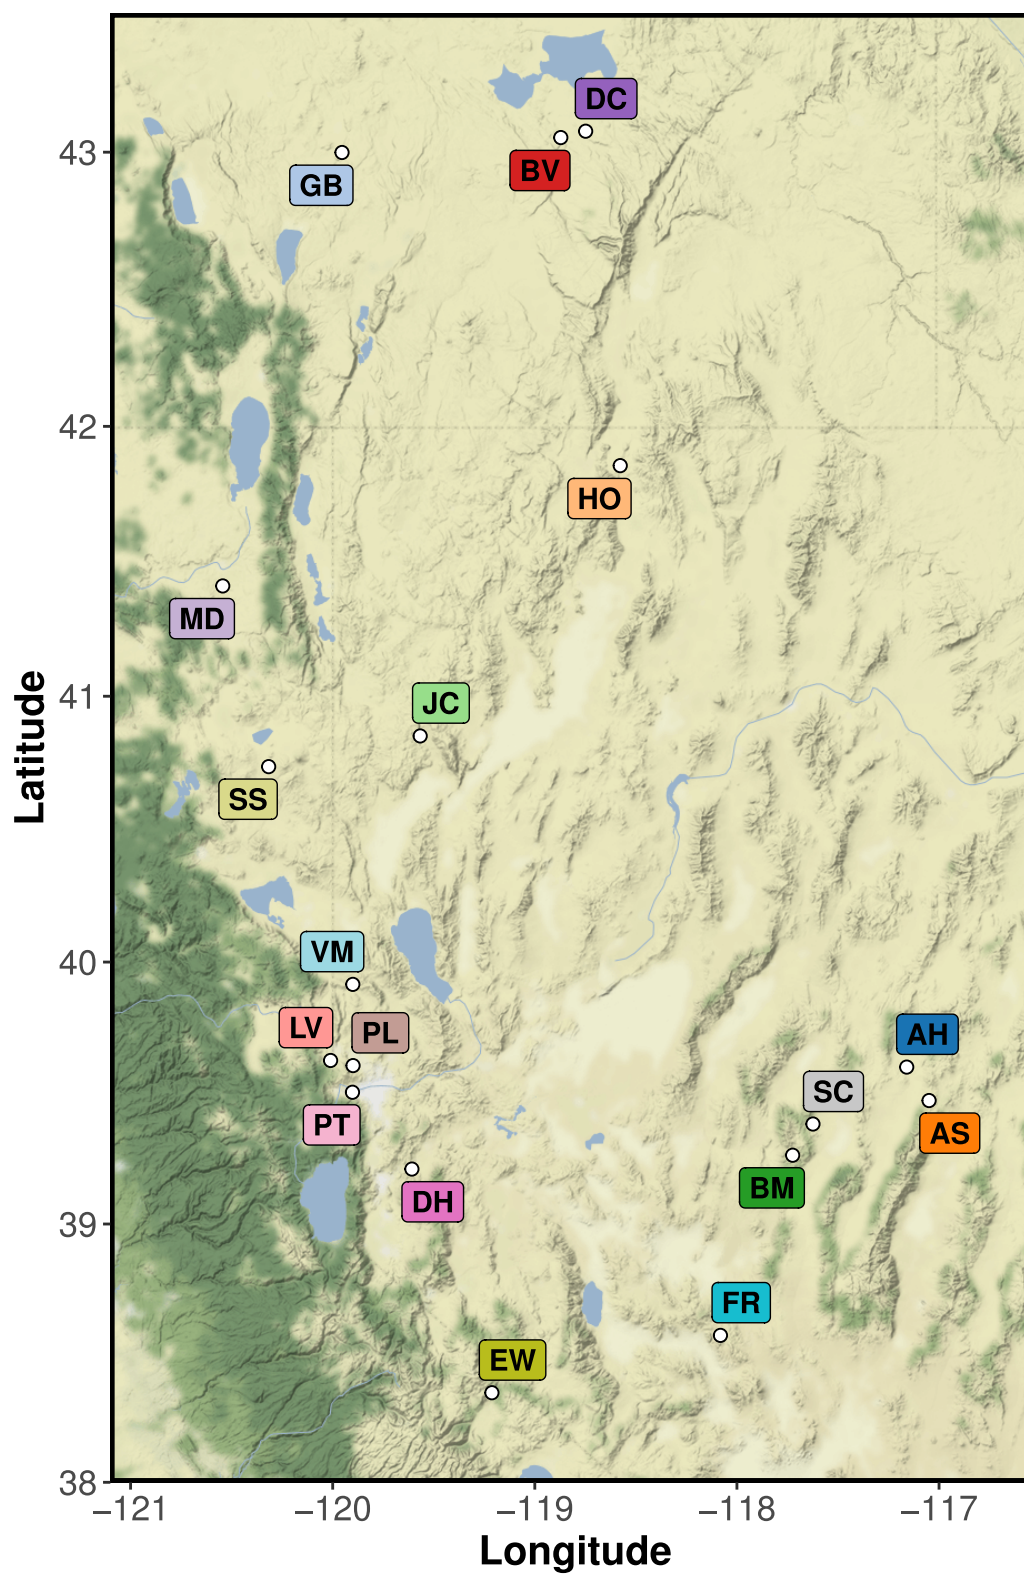 DC
43
BV
GB
42
HO
MD
41
JC
SS
VM
40
LV
PL
AH
SC
PT
AS
BM
DH
39
FR
EW
38
−121
−120
−119
−118
−117
Longitude
Latitude